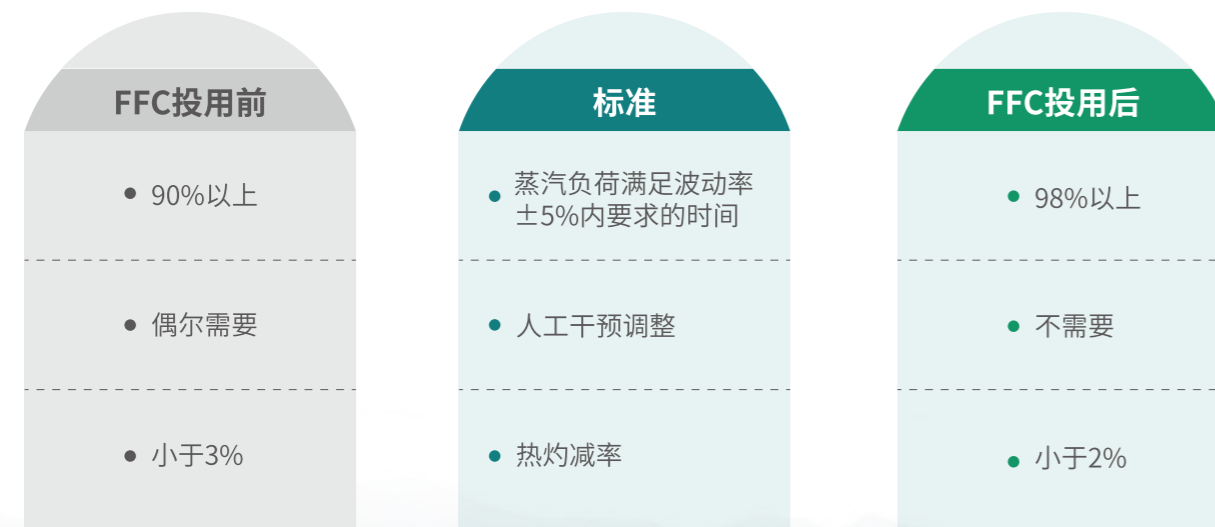 FFC投用前
标准
FFC投用后
90%以上
蒸汽负荷满足波动率
±5%内要求的时间
98%以上
偶尔需要
人工干预调整
不需要
小于3%
热灼减率
小于2%